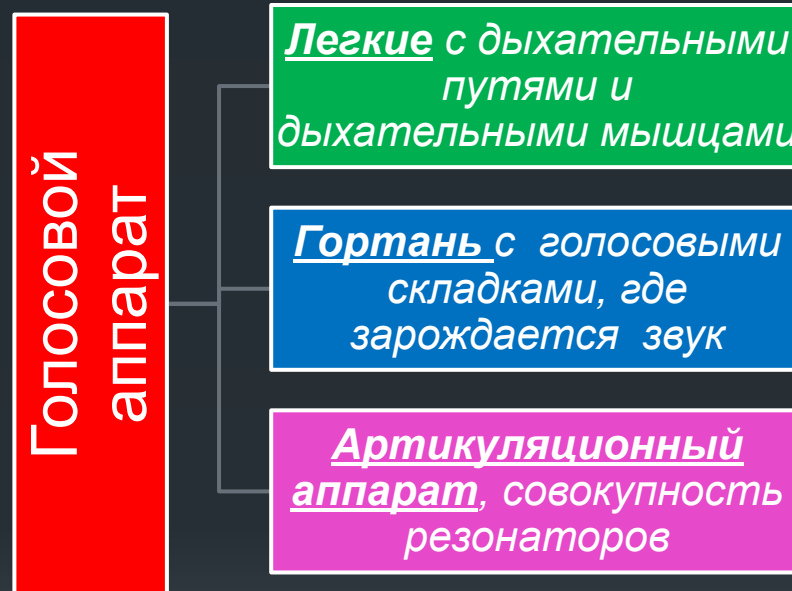 Голосовой
аппарат
Легкие с дыхательными
путями и
дыхательными мышцами
Гортань с голосовыми
складками, где
зарождается звук
Артикуляционный
аппарат, совокупность
резонаторов